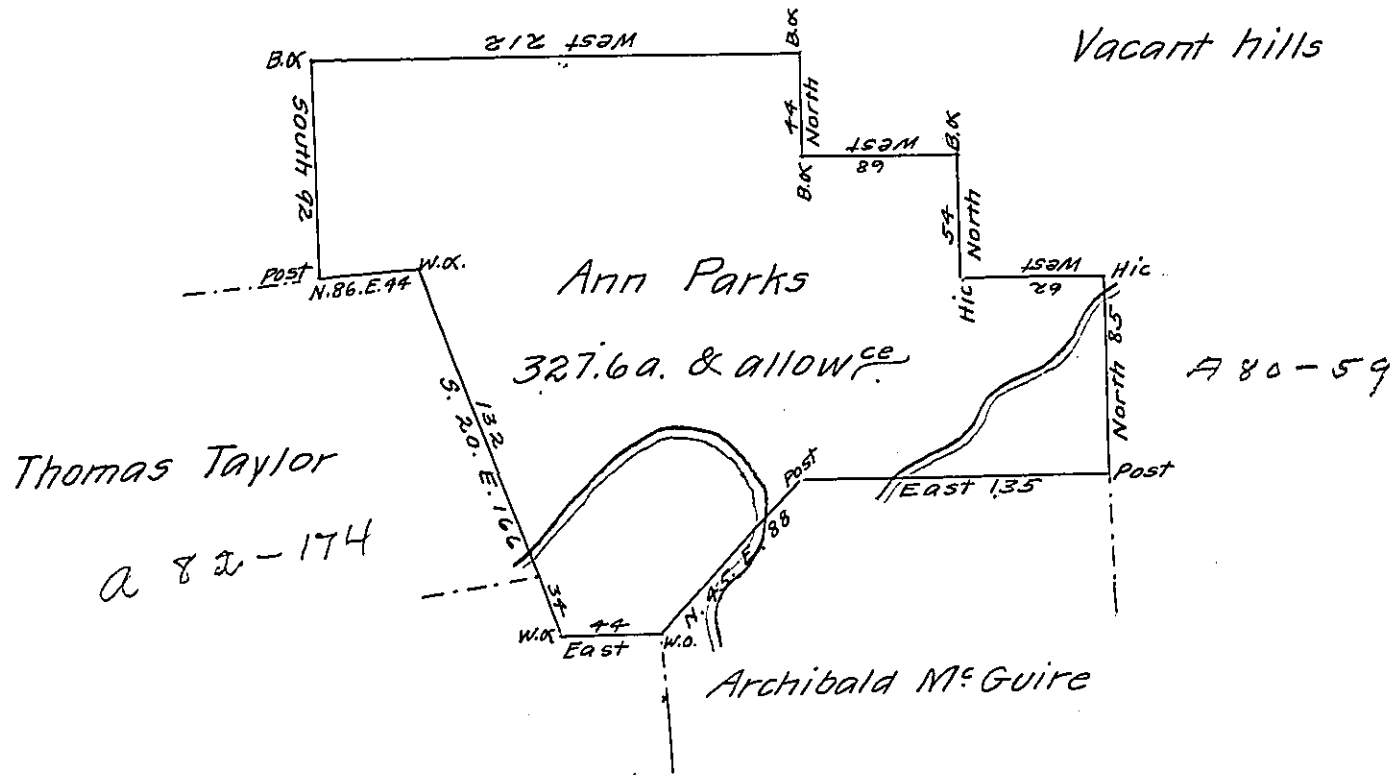 Vacant hills
B.O
West 212
B.O
South 92
44
North
B.O
West
68
B.O
54
North
Post
N.86.E.44
W.O.
Ann Parks
Hic
West
62
Hic
327.6a. & allowce
North 85
A 80-59
132
S. 20. E. 166
Thomas Taylor
a 82-174
Post
East 135
Post
N. 45. E. 88
34
W.O
44
East
W.O.
Archibald McGuire